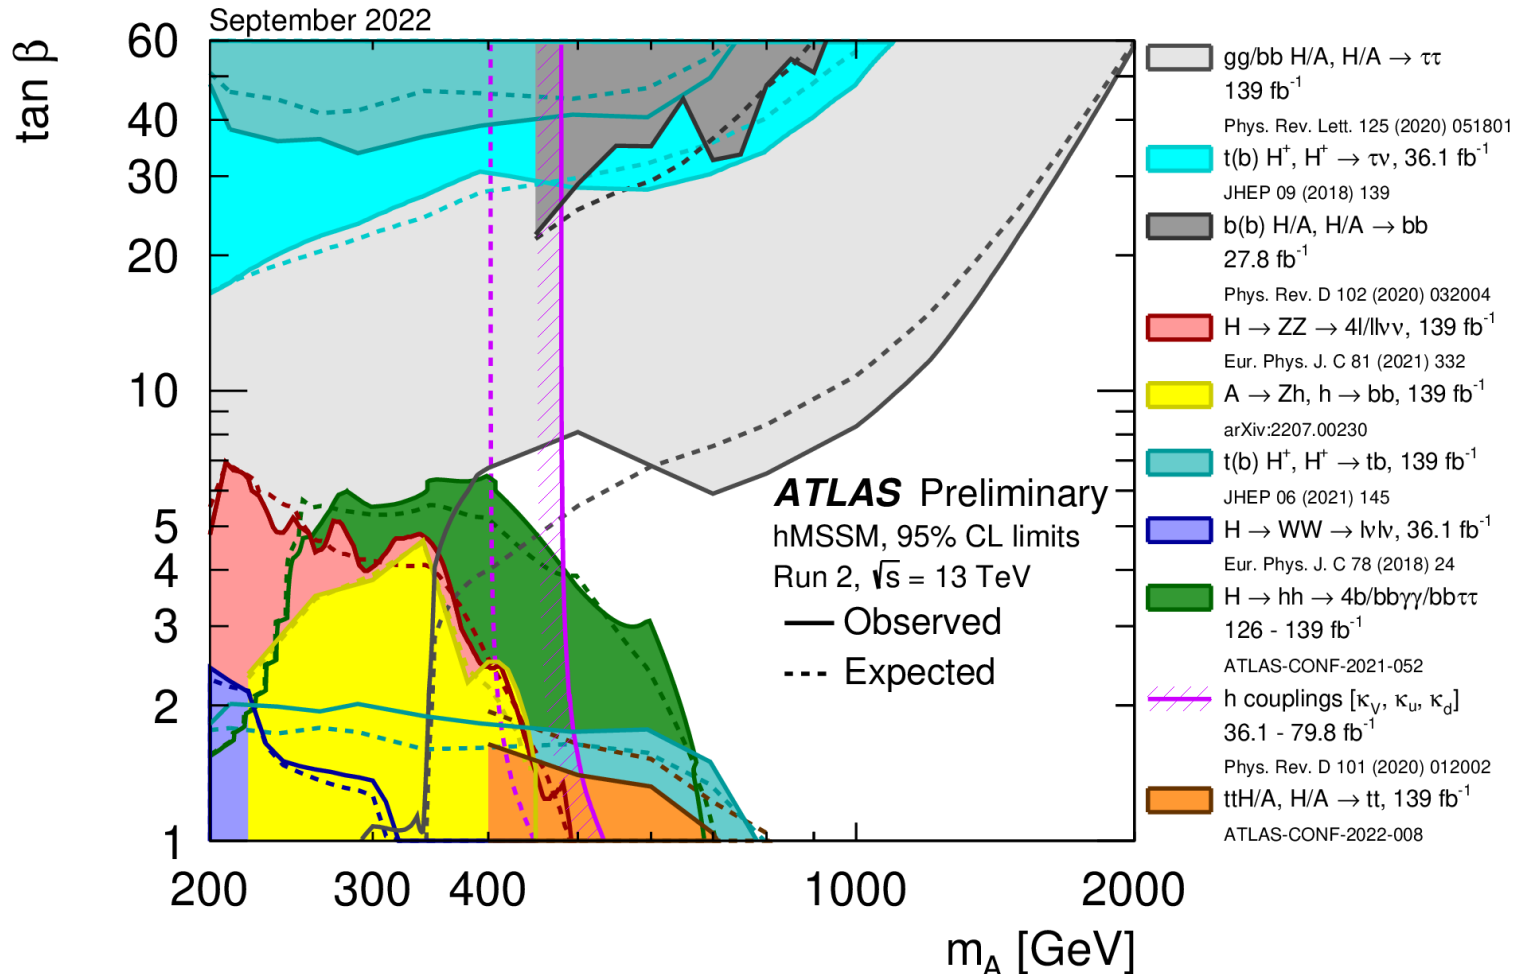 September 2022
tan β
60
40
30
20
10
5
4
3
2
1
200
300
400
1000
2000
m_A [GeV]
ATLAS Preliminary
hMSSM, 95% CL limits
Run 2, √s = 13 TeV
Observed
Expected
gg/bb H/A, H/A → ττ
139 fb⁻¹
Phys. Rev. Lett. 125 (2020) 051801
t(b) H⁺, H⁺ → τν, 36.1 fb⁻¹
JHEP 09 (2018) 139
b(b) H/A, H/A → bb
27.8 fb⁻¹
Phys. Rev. D 102 (2020) 032004
H → ZZ → 4l/llνν, 139 fb⁻¹
Eur. Phys. J. C 81 (2021) 332
A → Zh, h → bb, 139 fb⁻¹
arXiv:2207.00230
t(b) H⁺, H⁺ → tb, 139 fb⁻¹
JHEP 06 (2021) 145
H → WW → lνlν, 36.1 fb⁻¹
Eur. Phys. J. C 78 (2018) 24
H → hh → 4b/bbγγ/bbττ
126 - 139 fb⁻¹
ATLAS-CONF-2021-052
h couplings [κ_V, κ_u, κ_d]
36.1 - 79.8 fb⁻¹
Phys. Rev. D 101 (2020) 012002
ttH/A, H/A → tt, 139 fb⁻¹
ATLAS-CONF-2022-008